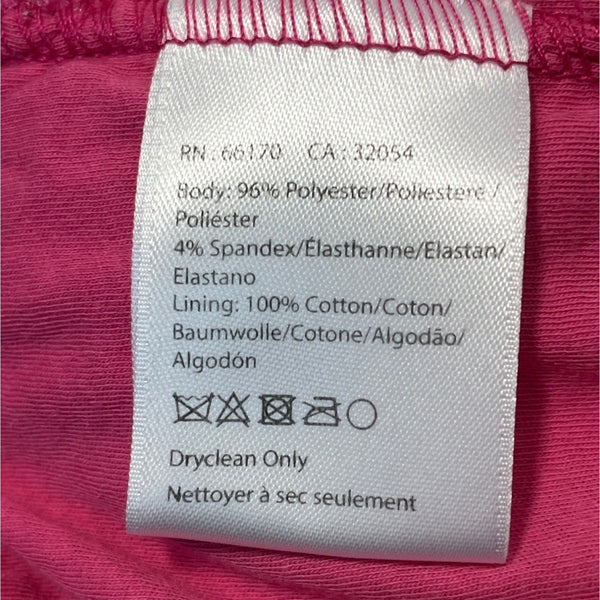 RN : 66170 CA : 32054
Body: 96% Polyester/Poliestere /
Poliéster
4% Spandex/Élasthanne/Elastan/
Elastano
Lining: 100% Cotton/Coton/
Baumwolle/Cotone/Algodão/
Algodón
Dryclean Only
Nettoyer à sec seulement